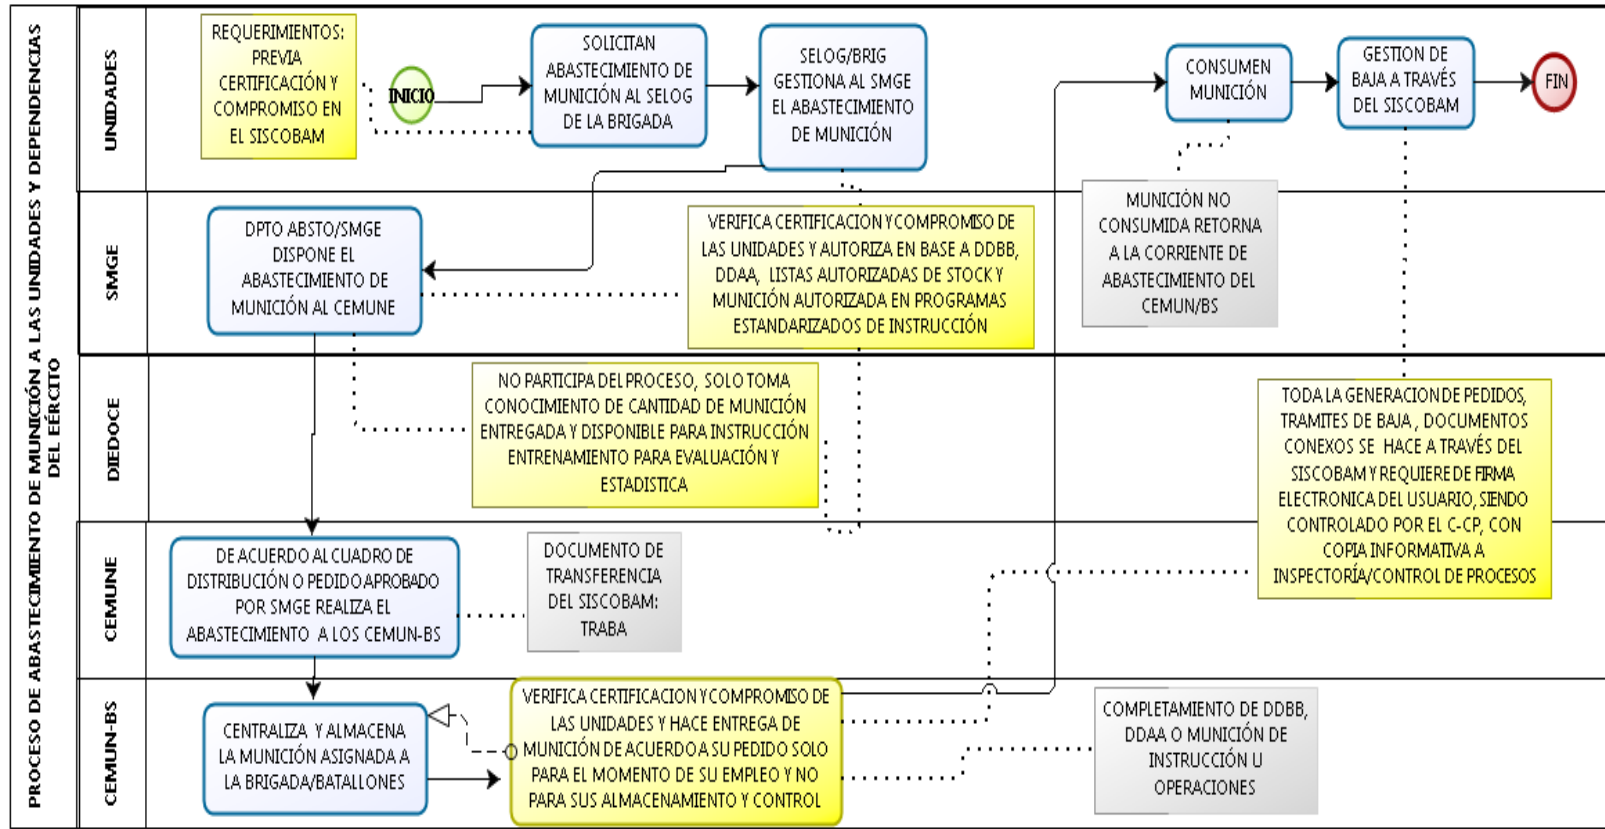 PROCESO DE ABASTECIMIENTO DE MUNICIÓN A LAS UNIDADES Y DEPENDENCIAS
DEL EÉRCITO
UNIDADES
REQUERIMIENTOS:
PREVIA
CERTIFICACIÓN Y
COMPROMISO EN
EL SISCOBAM
INICIO
SOLICITAN
ABASTECIMIENTO DE
MUNICIÓN AL SELOG
DE LA BRIGADA
SELOG/BRIG
GESTIONA AL SMGE
EL ABASTECIMIENTO
DE MUNICIÓN
CONSUMEN
MUNICIÓN
GESTION DE
BAJA A TRAVÉS
DEL SISCOBAM
FIN
SMGE
DPTO ABSTO/SMGE
DISPONE EL
ABASTECIMIENTO DE
MUNICIÓN AL CEMUNE
VERIFICA CERTIFICACION Y COMPROMISO DE
LAS UNIDADES Y AUTORIZA EN BASE A DDBB,
DDAA, LISTAS AUTORIZADAS DE STOCK Y
MUNICIÓN AUTORIZADA EN PROGRAMAS
ESTANDARIZADOS DE INSTRUCCIÓN
MUNICIÓN NO
CONSUMIDA RETORNA
A LA CORRIENTE DE
ABASTECIMIENTO DEL
CEMUN/BS
DIEDOCE
NO PARTICIPA DEL PROCESO, SOLO TOMA
CONOCIMIENTO DE CANTIDAD DE MUNICIÓN
ENTREGADA Y DISPONIBLE PARA INSTRUCCIÓN
ENTRENAMIENTO PARA EVALUACIÓN Y
ESTADISTICA
TODA LA GENERACION DE PEDIDOS,
TRAMITES DE BAJA , DOCUMENTOS
CONEXOS SE HACE A TRAVÉS DEL
SISCOBAM Y REQUIERE DE FIRMA
ELECTRONICA DEL USUARIO, SIENDO
CONTROLADO POR EL C-CP, CON
COPIA INFORMATIVA A
INSPECTORÍA/CONTROL DE PROCESOS
CEMUNE
DE ACUERDO AL CUADRO DE
DISTRIBUCIÓN O PEDIDO APROBADO
POR SMGE REALIZA EL
ABASTECIMIENTO A LOS CEMUN-BS
DOCUMENTO DE
TRANSFERENCIA
DEL SISCOBAM:
TRABA
CEMUN-BS
CENTRALIZA Y ALMACENA
LA MUNICIÓN ASIGNADA A
LA BRIGADA/BATALLONES
VERIFICA CERTIFICACION Y COMPROMISO DE
LAS UNIDADES Y HACE ENTREGA DE
MUNICIÓN DE ACUERDO A SU PEDIDO SOLO
PARA EL MOMENTO DE SU EMPLEO Y NO
PARA SUS ALMACENAMIENTO Y CONTROL
COMPLETAMIENTO DE DDBB,
DDAA O MUNICIÓN DE
INSTRUCCIÓN U
OPERACIONES